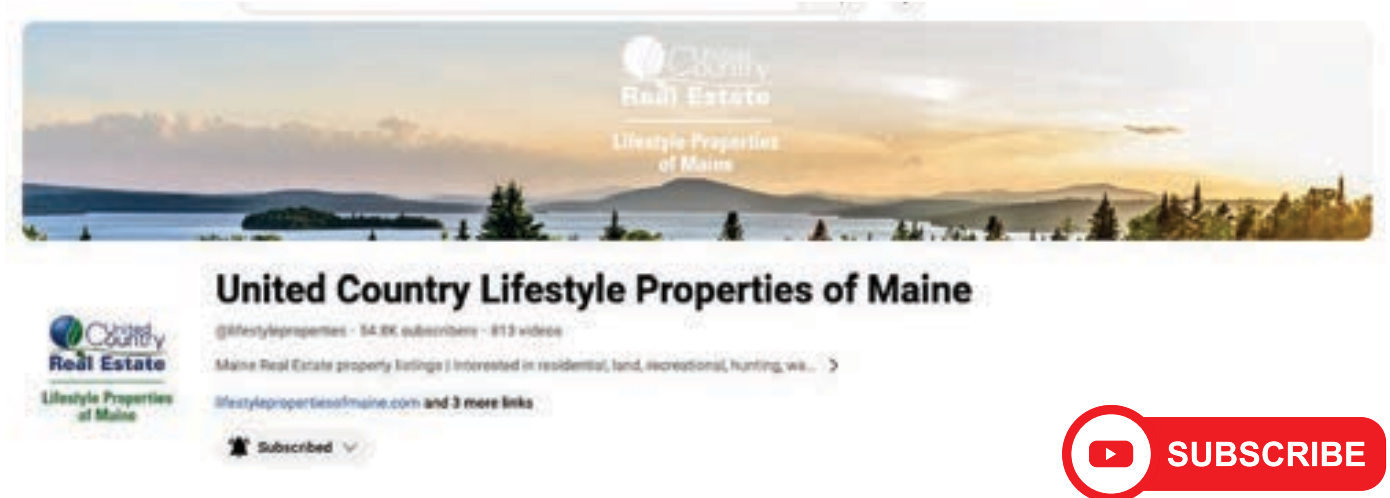 United
Country
Real Estate
Lifestyle Properties
of Maine
United Country Lifestyle Properties of Maine
@lifestyleproperties · 54.8K subscribers · 813 videos
Maine Real Estate property listings | Interested in residential, land, recreational, hunting, wa...
United
Country
Real Estate
Lifestyle Properties
of Maine
lifestylepropertiesofmaine.com and 3 more links
Subscribed
SUBSCRIBE